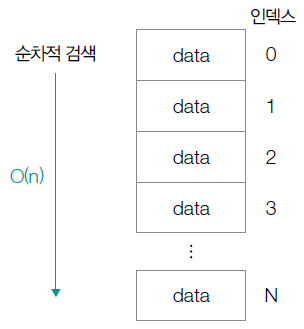 인덱스
순차적 검색
data 0
data 1
O(n)
data 2
data 3
⋮
data N